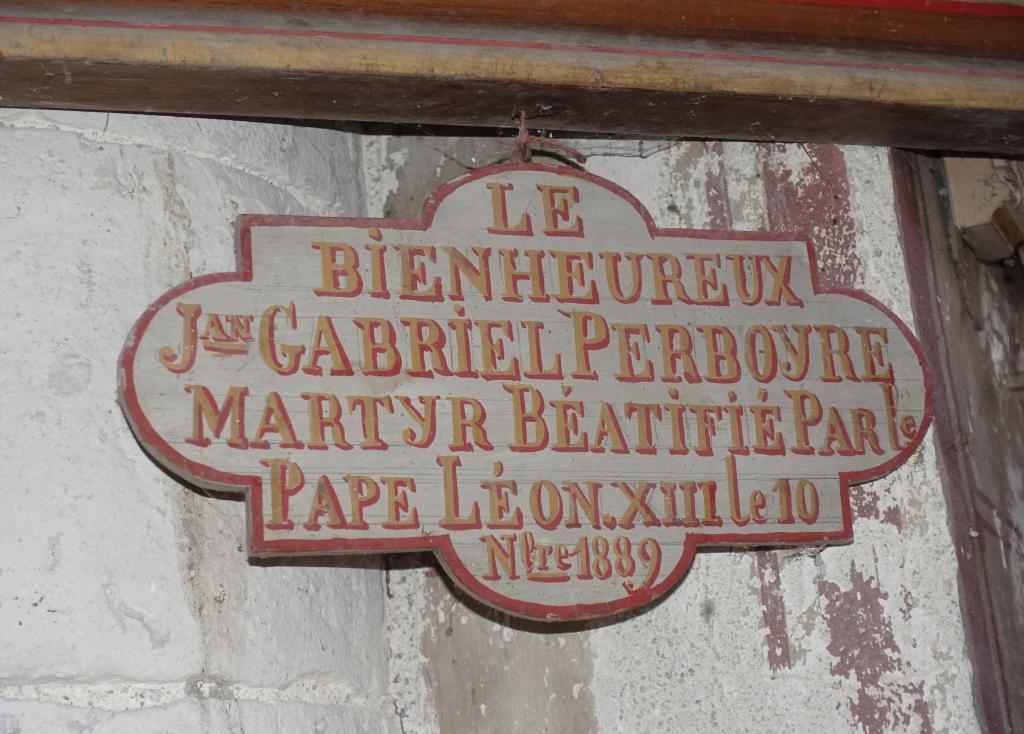 LE
BIENHEUREUX
JAN GABRIEL PERBOYRE
MARTYR BÉATIFIÉ PAR le
PAPE LÉON.XIII le 10
Nbre 1889